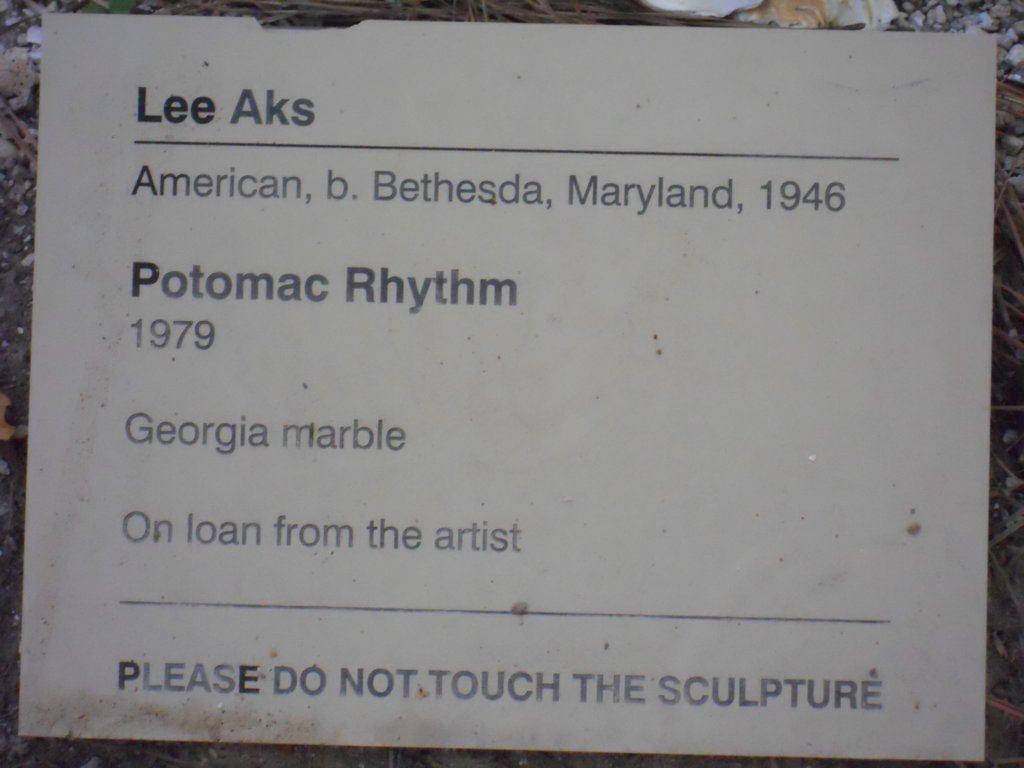 Lee Aks
American, b. Bethesda, Maryland, 1946
Potomac Rhythm
1979
Georgia marble
On loan from the artist
PLEASE DO NOT TOUCH THE SCULPTURE